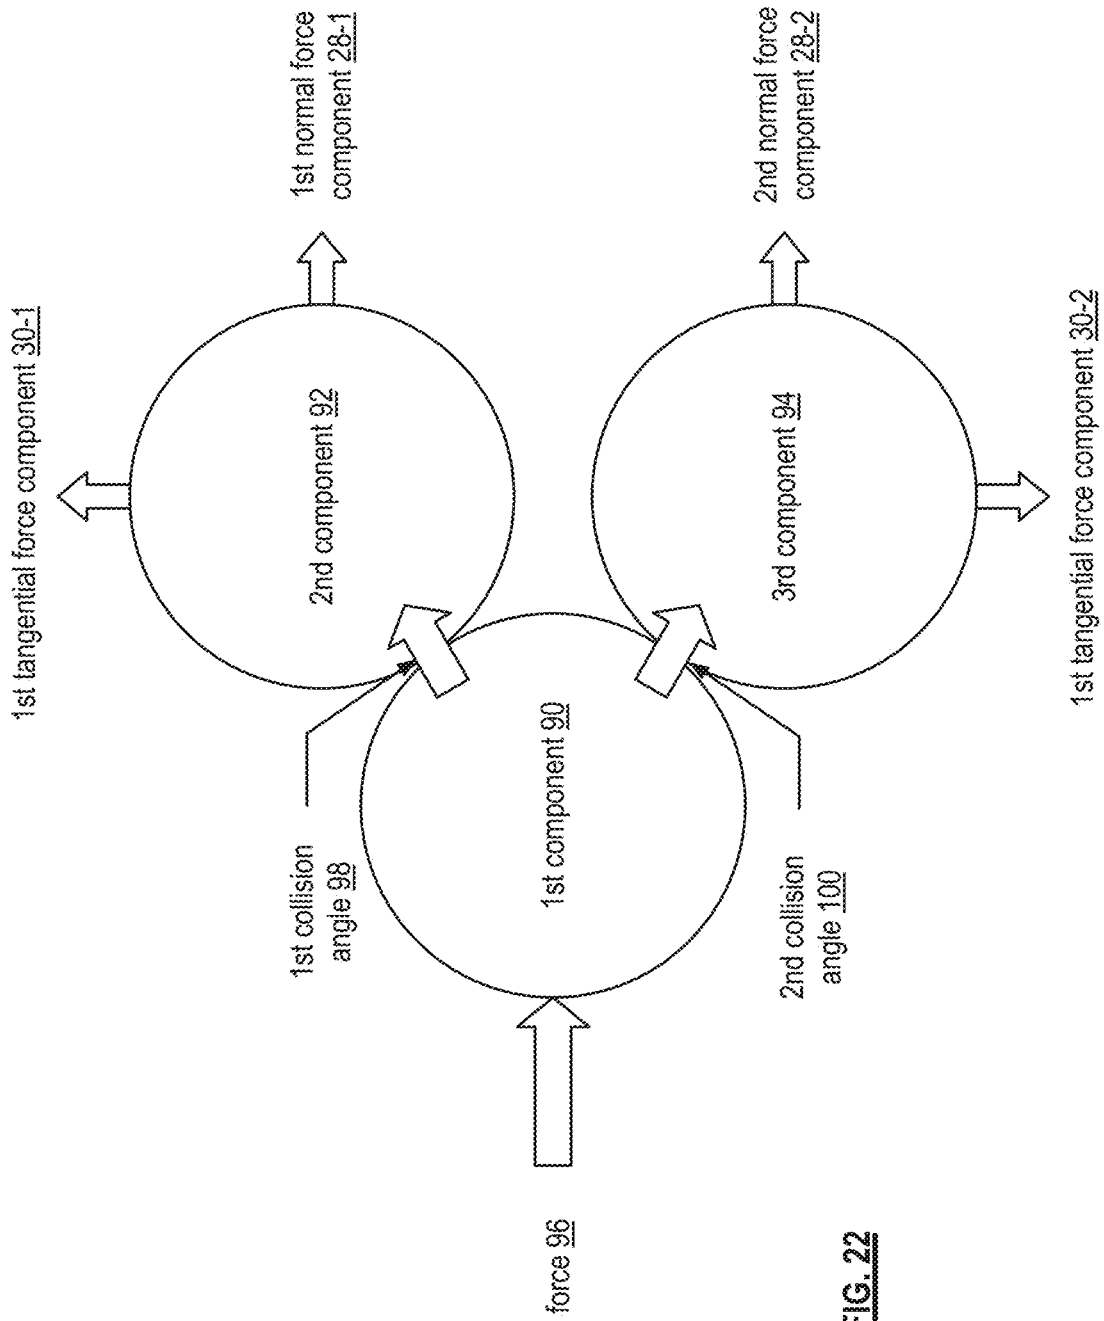 1st tangential force component 30-1
1st collision
angle 98
2nd component 92
1st normal force
component 28-1
force 96
1st component 90
2nd collision
angle 100
3rd component 94
2nd normal force
component 28-2
FIG. 22
1st tangential force component 30-2